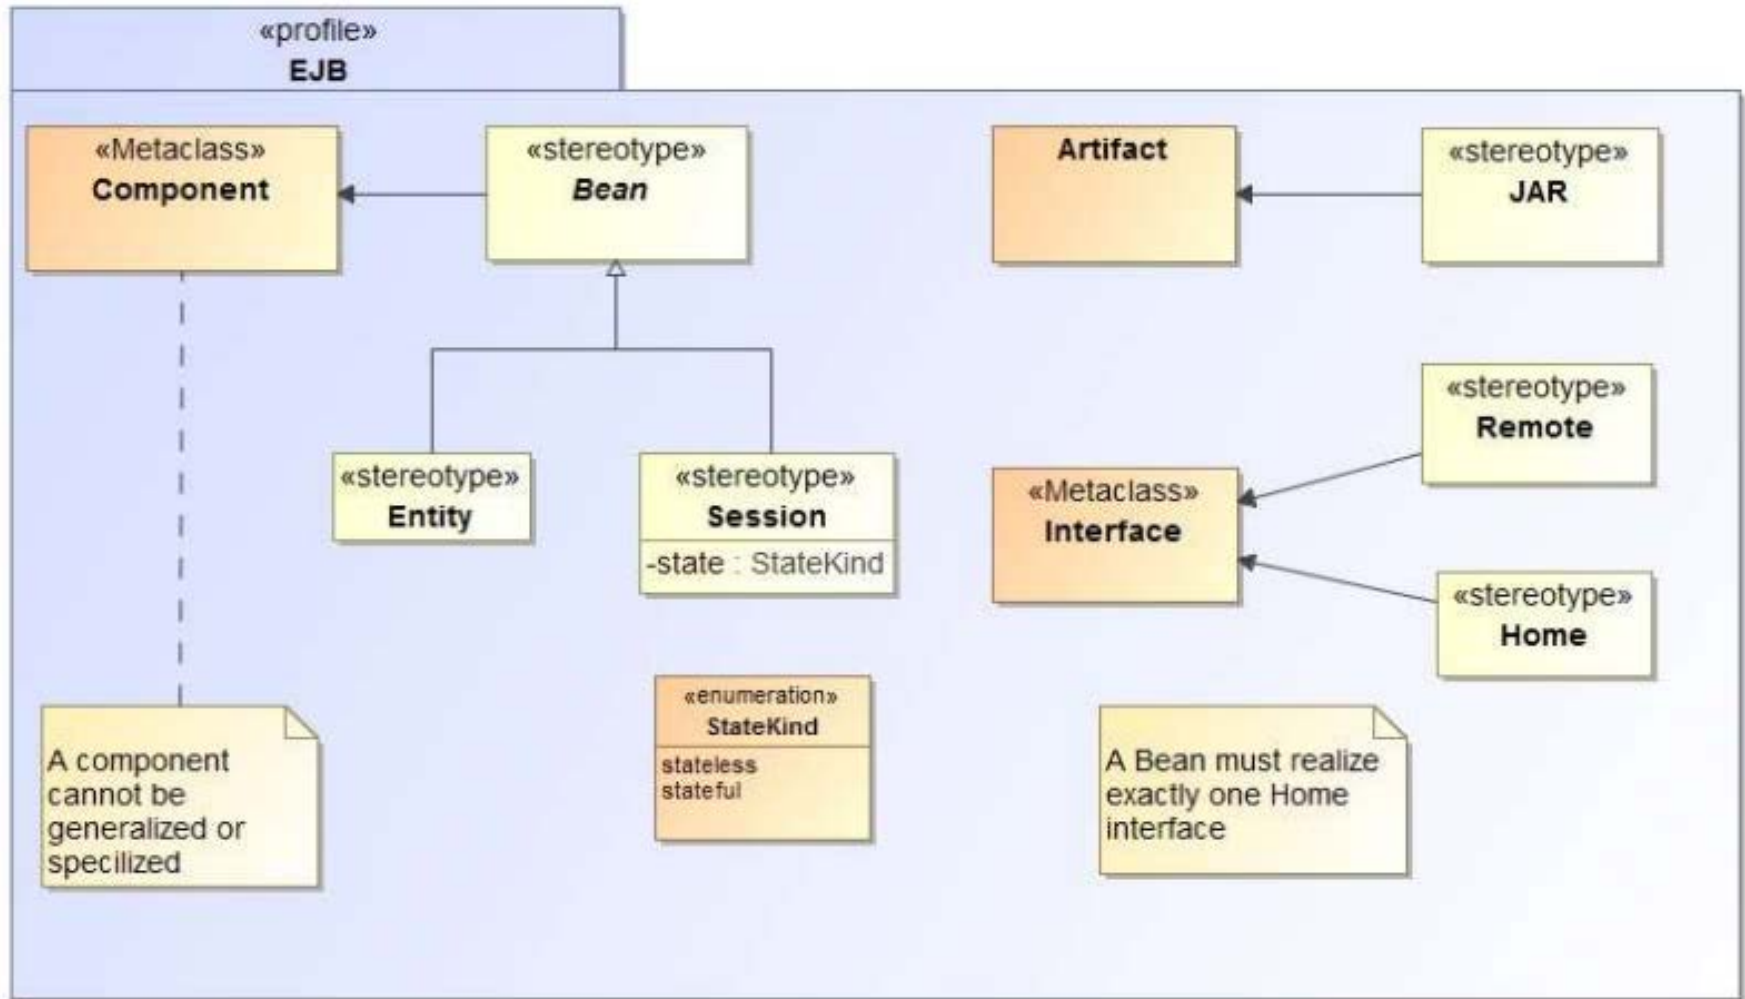 «profile»
EJB
«Metaclass»
Component
«stereotype»
Bean
Artifact
«stereotype»
JAR
«stereotype»
Entity
«stereotype»
Session
-state : StateKind
«stereotype»
Remote
«Metaclass»
Interface
«stereotype»
Home
«enumeration»
StateKind
stateless
stateful
A component
cannot be
generalized or
specilized
A Bean must realize
exactly one Home
interface